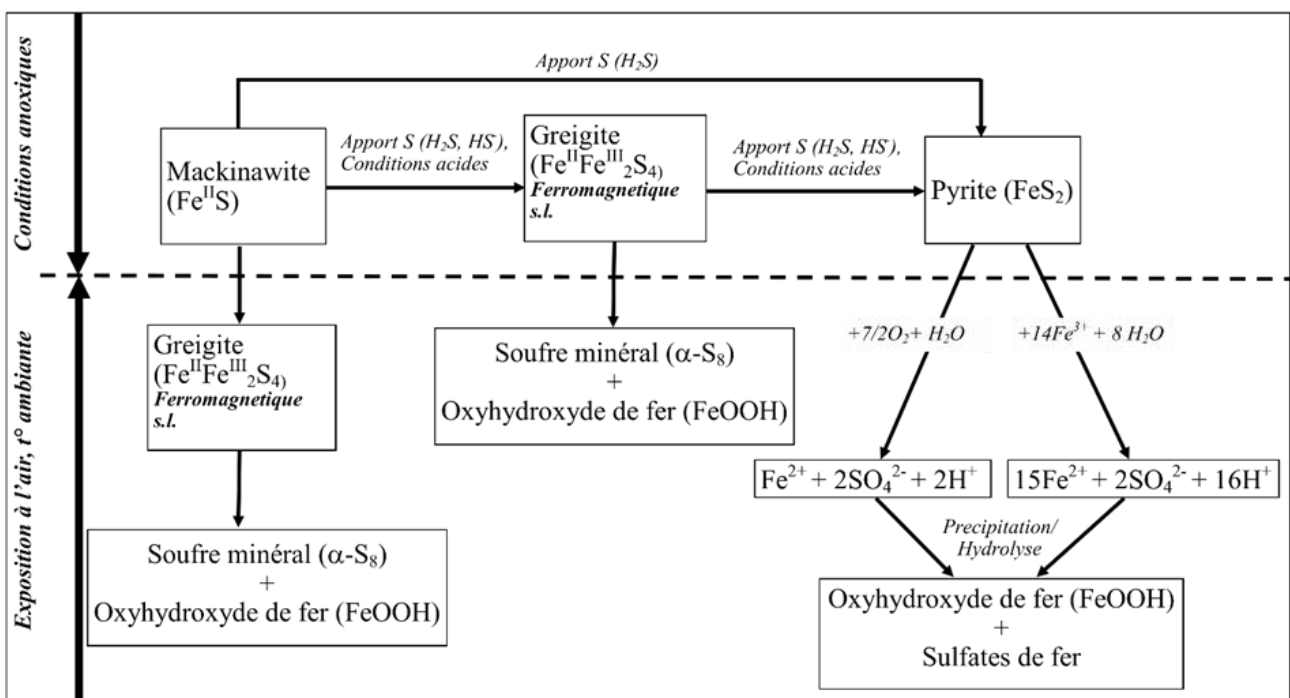 Conditions anoxiques
Apport S (H₂S)
Mackinawite
(FeᴵᴵS)
Apport S (H₂S, HS⁻),
Conditions acides
Greigite
(FeᴵᴵFeᴵᴵᴵ₂S₄)
Ferromagnetique
s.l.
Apport S (H₂S, HS⁻),
Conditions acides
Pyrite (FeS₂)
Exposition à l'air, t° ambiante
Greigite
(FeᴵᴵFeᴵᴵᴵ₂S₄)
Ferromagnetique
s.l.
Soufre minéral (α-S₈)
+
Oxyhydroxyde de fer (FeOOH)
Soufre minéral (α-S₈)
+
Oxyhydroxyde de fer (FeOOH)
+7/2O₂+ H₂O
+14Fe³⁺ + 8 H₂O
Fe²⁺ + 2SO₄²⁻ + 2H⁺
15Fe²⁺ + 2SO₄²⁻ + 16H⁺
Precipitation/
Hydrolyse
Oxyhydroxyde de fer (FeOOH)
+
Sulfates de fer